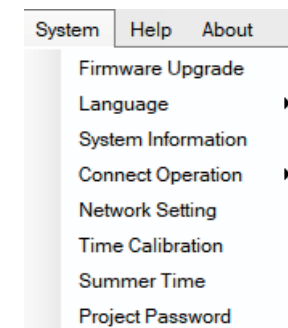 System Help About
Firmware Upgrade
Language
System Information
Connect Operation
Network Setting
Time Calibration
Summer Time
Project Password